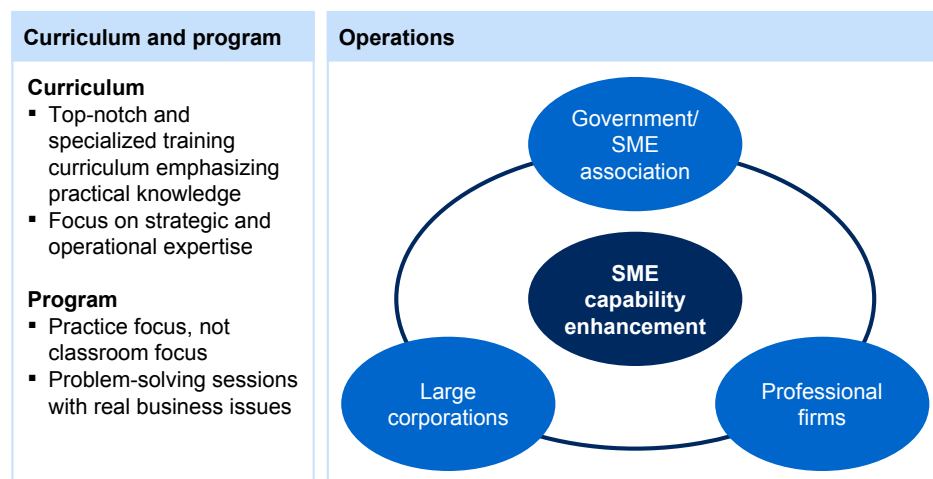 Curriculum and program
Curriculum
▪ Top-notch and
specialized training
curriculum emphasizing
practical knowledge
▪ Focus on strategic and
operational expertise
Program
▪ Practice focus, not
classroom focus
▪ Problem-solving sessions
with real business issues
Operations
Government/
SME
association
SME
capability
enhancement
Large
corporations
Professional
firms